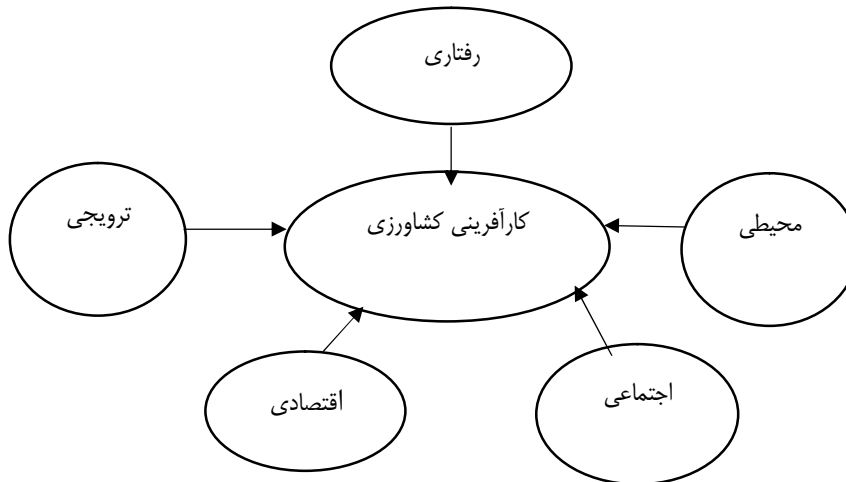 رفتاری
ترویجی
کارآفرینی کشاورزی
محیطی
اقتصادی
اجتماعی